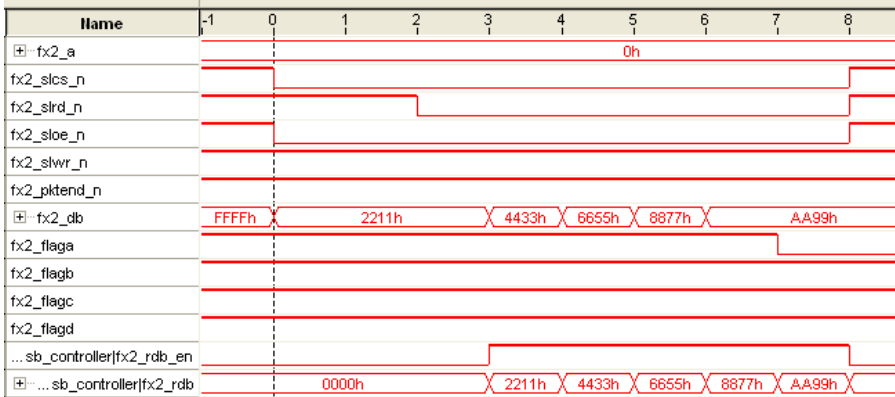 Name -1 0 1 2 3 4 5 6 7 8
fx2_a 0h
fx2_slcs_n
fx2_slrd_n
fx2_sloe_n
fx2_slwr_n
fx2_pktend_n
fx2_db FFFFh 2211h 4433h 6655h 8877h AA99h
fx2_flaga
fx2_flagb
fx2_flagc
fx2_flagd
...sb_controller|fx2_rdb_en
...sb_controller|fx2_rdb 0000h 2211h 4433h 6655h 8877h AA99h